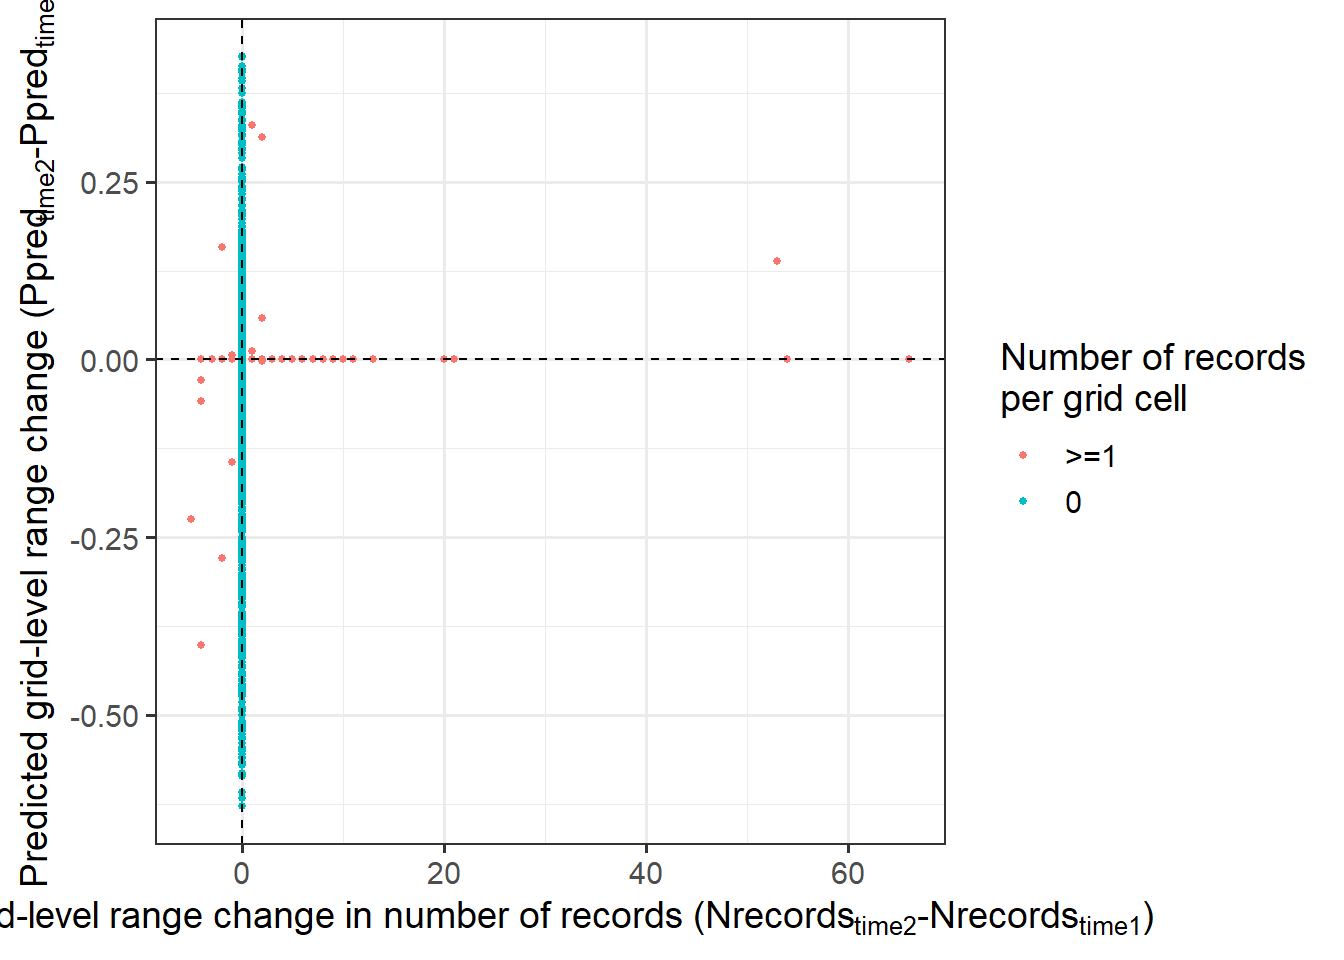 Predicted grid-level range change (Ppredtime2-Ppredtime
0.25
0.00
-0.25
-0.50
0
20
40
60
d-level range change in number of records (Nrecordstime2-Nrecordstime1)
Number of records
per grid cell
>=1
0